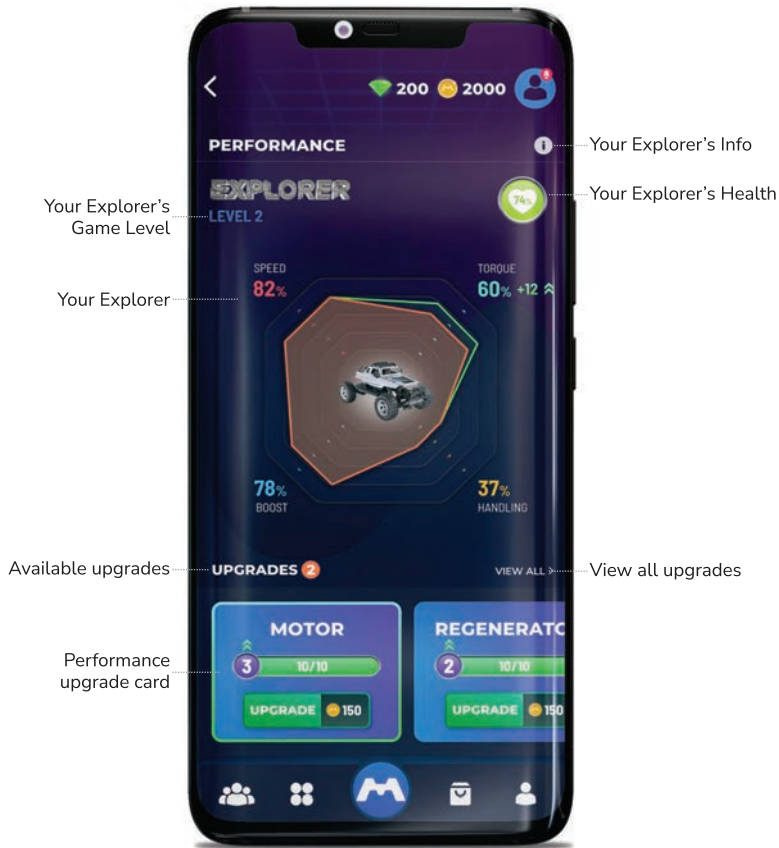 200 2000 8
PERFORMANCE
i
Your Explorer's Info
EXPLORER
74%
Your Explorer's Health
Your Explorer's
Game Level
LEVEL 2
SPEED
82%
TORQUE
60% +12
Your Explorer
78%
BOOST
37%
HANDLING
Available upgrades
UPGRADES 2
VIEW ALL >
View all upgrades
MOTOR
3 10/10
UPGRADE 150
REGENERATO
2 10/10
UPGRADE 150
Performance
upgrade card